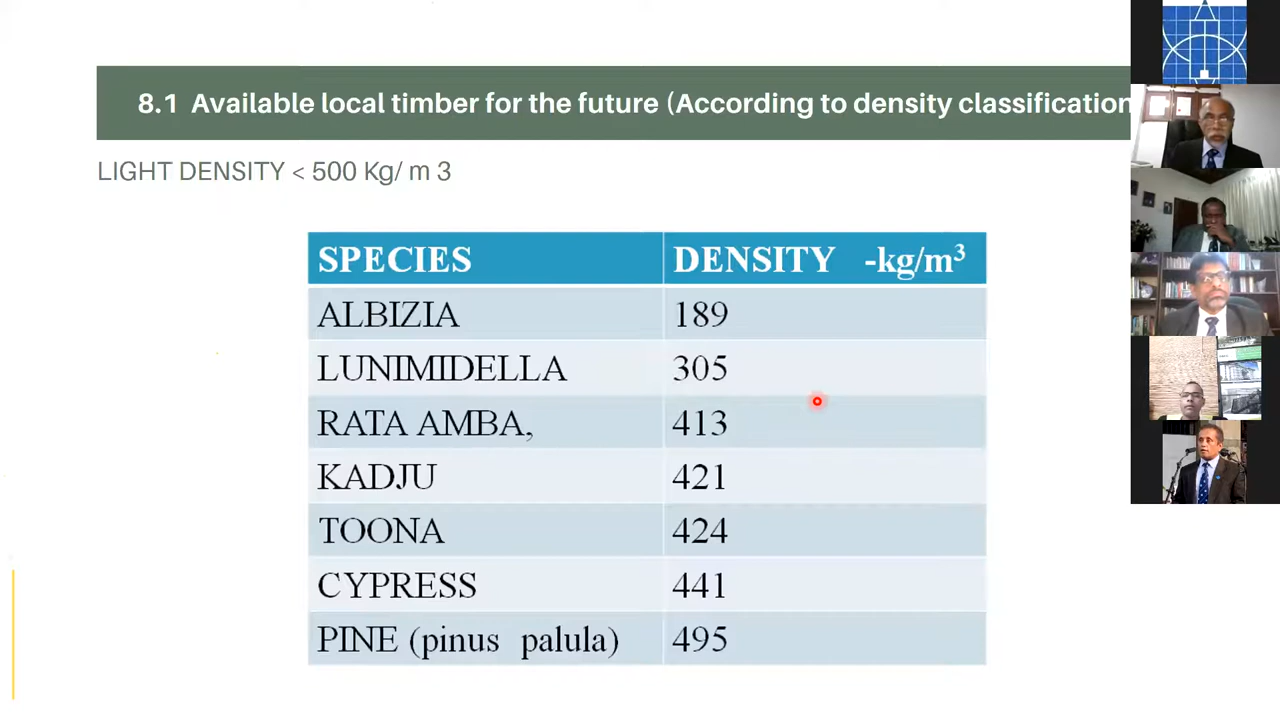 8.1 Available local timber for the future (According to density classification
LIGHT DENSITY < 500 Kg/ m 3
SPECIES DENSITY -kg/m³
ALBIZIA 189
LUNIMIDELLA 305
RATA AMBA, 413
KADJU 421
TOONA 424
CYPRESS 441
PINE (pinus palula) 495